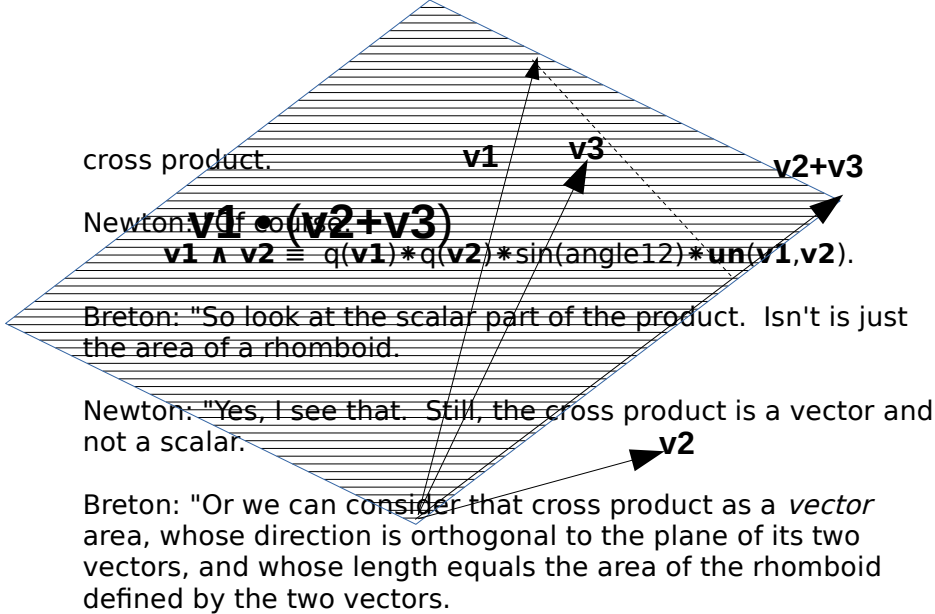 v1
v3
v2+v3
cross product.
Newton: "Of course.
v1 • (v2+v3)
v1 ∧ v2 ≡ q(v1)∗q(v2)∗sin(angle12)∗un(v1,v2).
Breton: "So look at the scalar part of the product. Isn't is just
the area of a rhomboid.
Newton: "Yes, I see that. Still, the cross product is a vector and
not a scalar.
v2
Breton: "Or we can consider that cross product as a vector
area, whose direction is orthogonal to the plane of its two
vectors, and whose length equals the area of the rhomboid
defined by the two vectors.